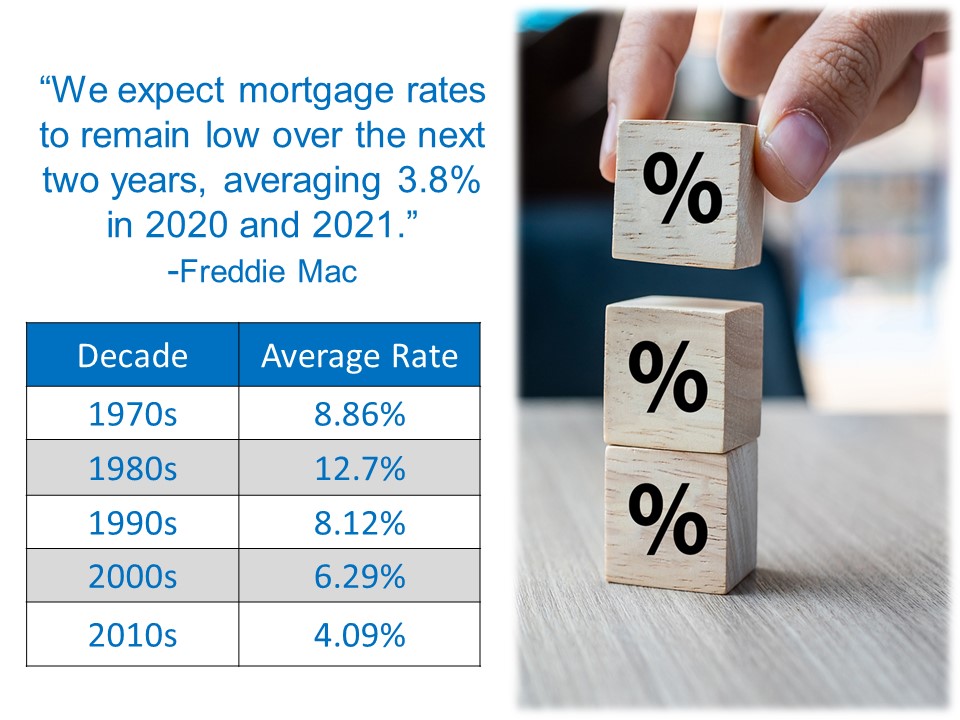 “We expect mortgage rates
to remain low over the next
two years, averaging 3.8%
in 2020 and 2021.”
-Freddie Mac
Decade Average Rate
1970s 8.86%
1980s 12.7%
1990s 8.12%
2000s 6.29%
2010s 4.09%
%
%
%